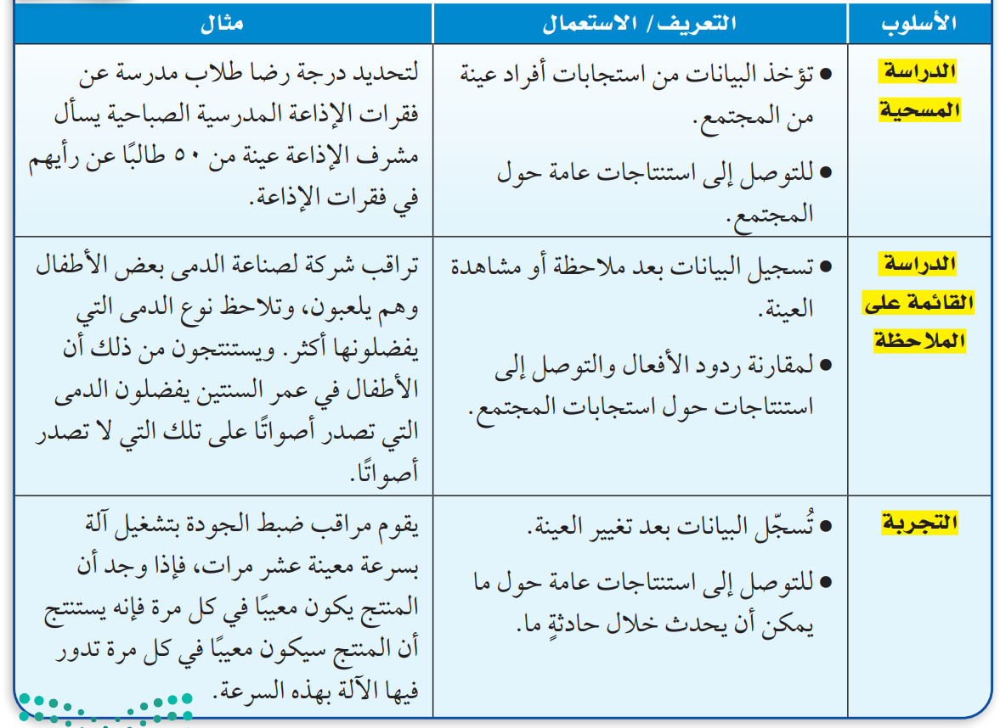 الأسلوب
التعريف/ الاستعمال
مثال
الدراسة
المسحية
• تؤخذ البيانات من استجابات أفراد عينة
من المجتمع.
• للتوصل إلى استنتاجات عامة حول
المجتمع.
لتحديد درجة رضا طلاب مدرسة عن
فقرات الإذاعة المدرسية الصباحية يسأل
مشرف الإذاعة عينة من ٥٠ طالبًا عن رأيهم
في فقرات الإذاعة.
الدراسة
القائمة على
الملاحظة
• تسجيل البيانات بعد ملاحظة أو مشاهدة
العينة.
• لمقارنة ردود الأفعال والتوصل إلى
استنتاجات حول استجابات المجتمع.
تراقب شركة لصناعة الدمى بعض الأطفال
وهم يلعبون، وتلاحظ نوع الدمى التي
يفضلونها أكثر. ويستنتجون من ذلك أن
الأطفال في عمر السنتين يفضلون الدمى
التي تصدر أصواتًا على تلك التي لا تصدر
أصواتًا.
التجربة
• تُسجّل البيانات بعد تغيير العينة.
• للتوصل إلى استنتاجات عامة حول ما
يمكن أن يحدث خلال حادثةٍ ما.
يقوم مراقب ضبط الجودة بتشغيل آلة
بسرعة معينة عشر مرات، فإذا وجد أن
المنتج يكون معيبًا في كل مرة فإنه يستنتج
أن المنتج سيكون معيبًا في كل مرة تدور
فيها الآلة بهذه السرعة.